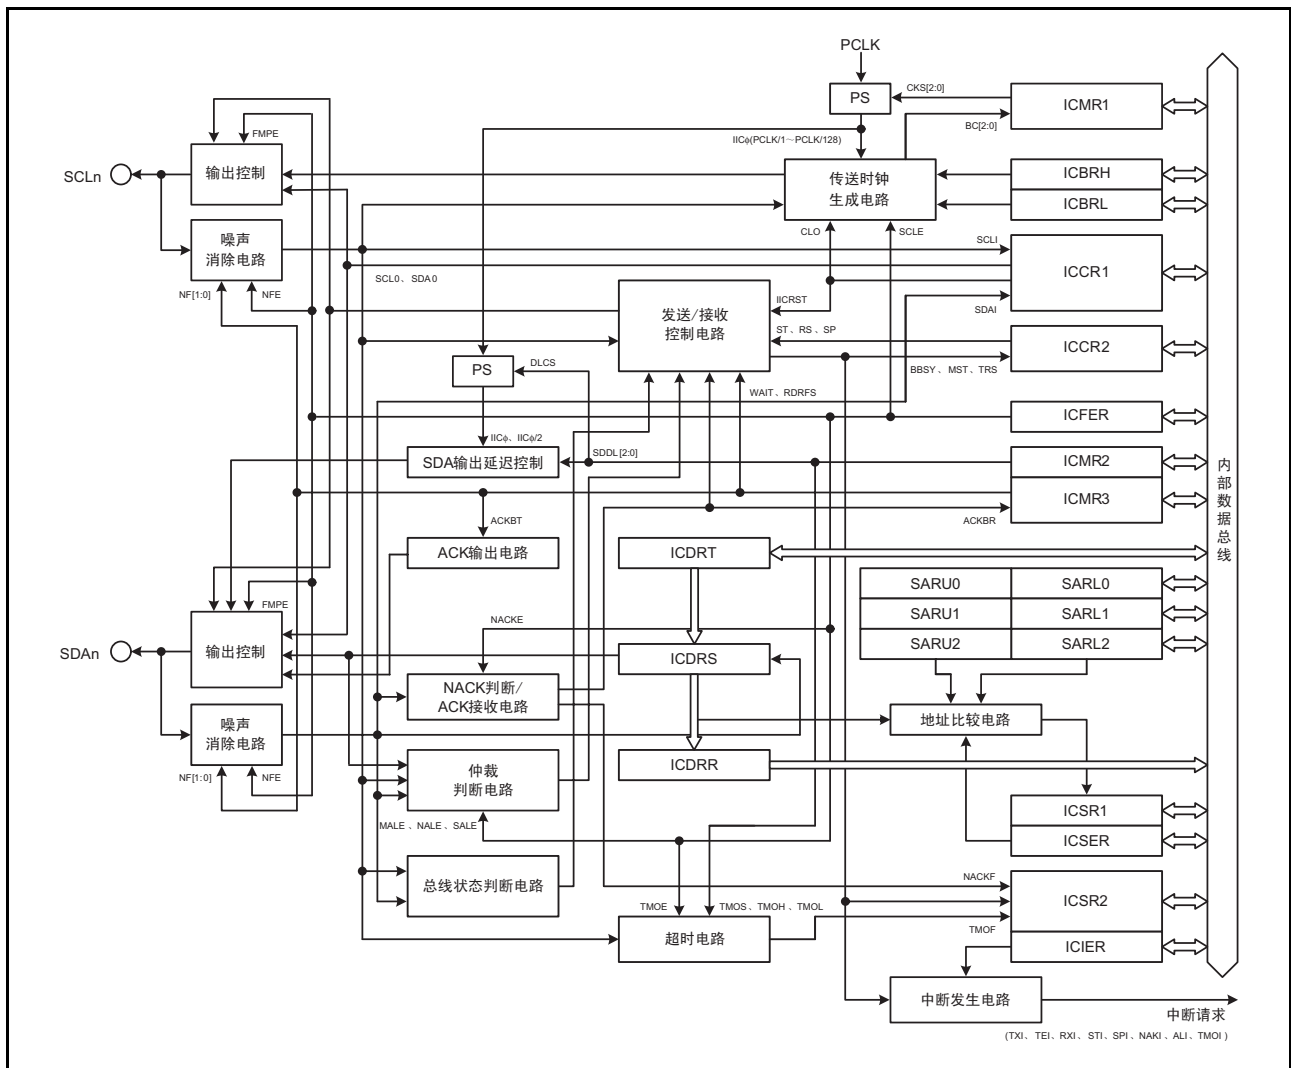 PCLK
PS
CKS[2:0]
ICMR1
BC[2:0]
IICφ(PCLK/1～PCLK/128)
FMPE
SCLn
输出控制
传送时钟
生成电路
ICBRH
ICBRL
噪声
消除电路
CLO
SCLE
SCLI
ICCR1
SCL0、SDA0
NF[1:0]
NFE
IICRST
SDAI
发送/接收
控制电路
ST、RS、SP
ICCR2
BBSY、MST、TRS
PS
DLCS
WAIT、RDRFS
ICFER
IICφ、IICφ/2
SDDL[2:0]
SDA输出延迟控制
ICMR2
ICMR3
ACKBT
ACKBR
内部数据总线
ACK输出电路
ICDRT
SARU0
SARL0
SARU1
SARL1
SARU2
SARL2
FMPE
NACKE
SDAn
输出控制
ICDRS
NACK判断/
ACK接收电路
地址比较电路
噪声
消除电路
ICDRR
NF[1:0]
NFE
仲裁
判断电路
ICSR1
ICSER
MALE、NALE、SALE
总线状态判断电路
NACKF
ICSR2
TMOE
TMOS、TMOH、TMOL
TMOF
超时电路
ICIER
中断发生电路
中断请求
(TXI、TEI、RXI、STI、SPI、NAKI、ALI、TMOI)